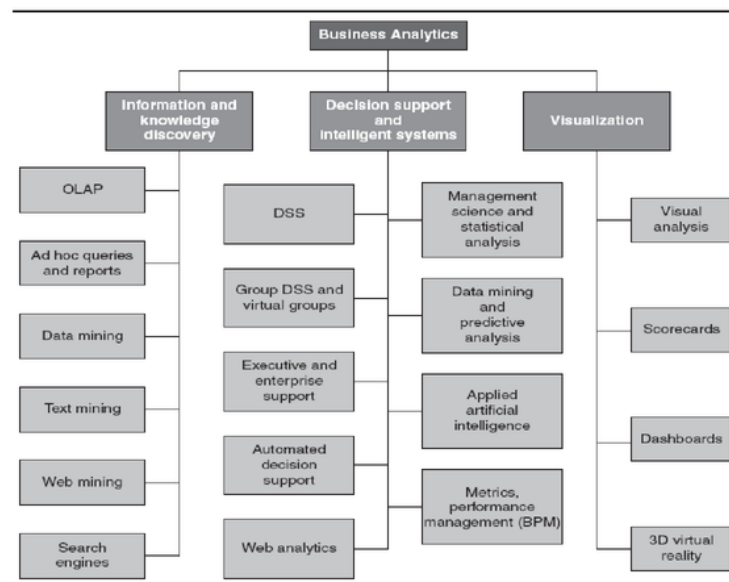 Business Analytics
Information and
knowledge
discovery
Decision support
and
intelligent systems
Visualization
OLAP
Ad hoc queries
and reports
Data mining
Text mining
Web mining
Search
engines
DSS
Group DSS and
virtual groups
Executive and
enterprise support
Automated
decision support
Web analytics
Management
science and
statistical
analysis
Data mining
and
predictive
analysis
Applied
artificial
intelligence
Metrics,
performance
management (BPM)
Visual
analysis
Scorecards
Dashboards
3D virtual
reality